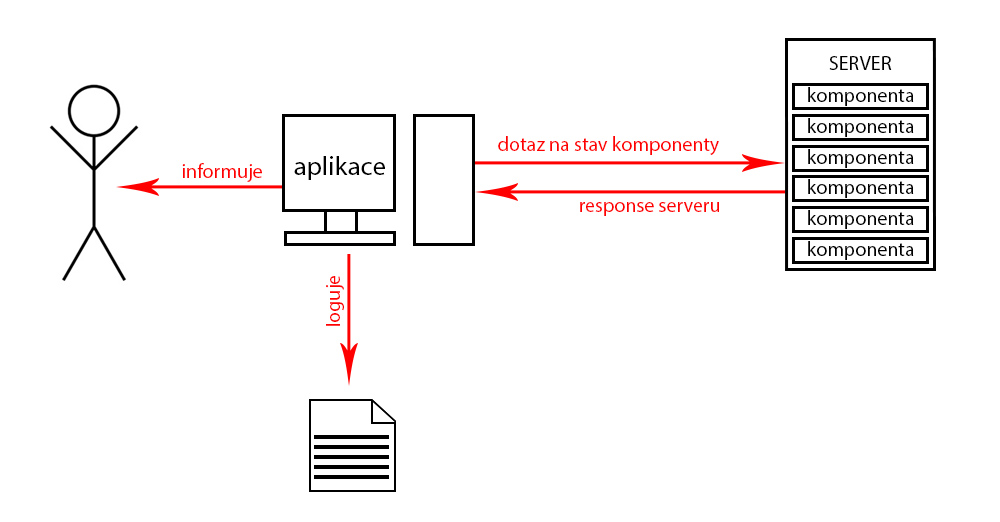 SERVER
komponenta
komponenta
komponenta
komponenta
komponenta
komponenta
dotaz na stav komponenty
response serveru
aplikace
informuje
loguje